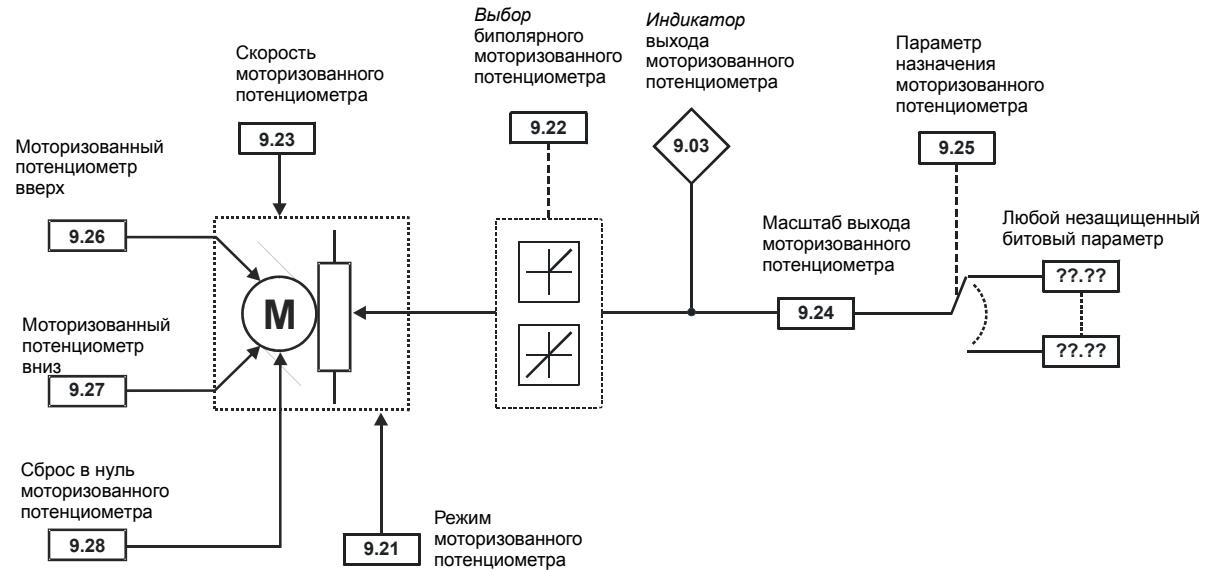 Скорость
моторизованного
потенциометра
9.23
Выбор
биполярного
моторизованного
потенциометра
9.22
Индикатор
выхода
моторизованного
потенциометра
9.03
Параметр
назначения
моторизованного
потенциометра
9.25
Моторизованный
потенциометр
вверх
9.26
Моторизованный
потенциометр
вниз
9.27
M
Масштаб выхода
моторизованного
потенциометра
9.24
Любой незащищенный
битовый параметр
??.??
??.??
Сброс в нуль
моторизованного
потенциометра
9.28
9.21
Режим
моторизованного
потенциометра